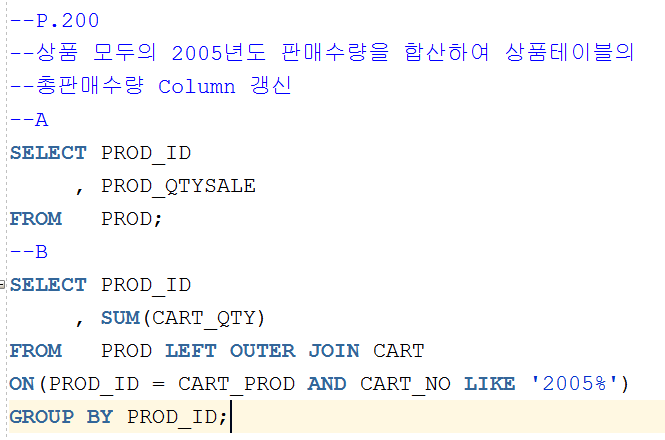 --P.200
--상품 모두의 2005년도 판매수량을 합산하여 상품테이블의
--총판매수량 Column 갱신
--A
SELECT PROD_ID
, PROD_QTYSALE
FROM PROD;
--B
SELECT PROD_ID
, SUM(CART_QTY)
FROM PROD LEFT OUTER JOIN CART
ON(PROD_ID = CART_PROD AND CART_NO LIKE '2005%')
GROUP BY PROD_ID;